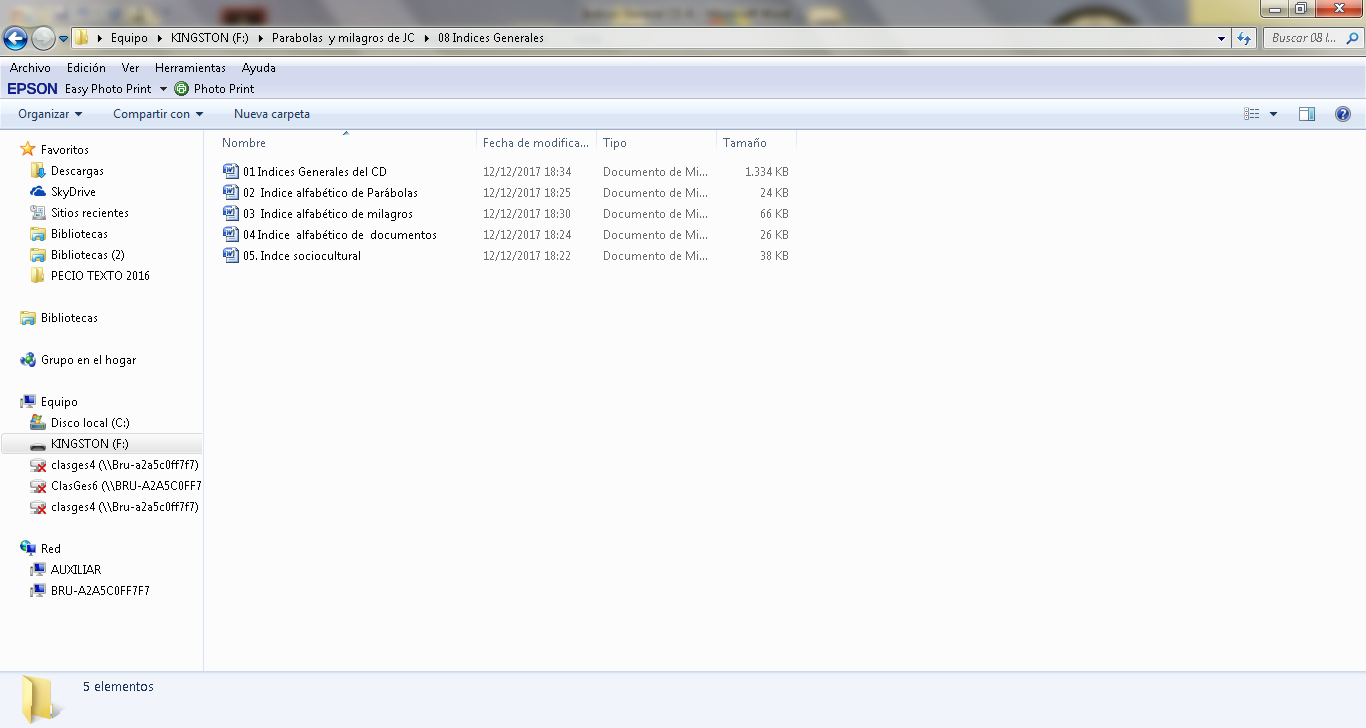 Equipo ▸ KINGSTON (F:) ▸ Parabolas y milagros de JC ▸ 08 Indices Generales
Buscar 08 I...
Archivo Edición Ver Herramientas Ayuda
EPSON Easy Photo Print Photo Print
Organizar Compartir con Nueva carpeta
Favoritos
Descargas
SkyDrive
Sitios recientes
Bibliotecas
Bibliotecas (2)
PECIO TEXTO 2016
Bibliotecas
Grupo en el hogar
Equipo
Disco local (C:)
KINGSTON (F:)
clasges4 (\\Bru-a2a5c0ff7f7)
ClasGes6 (\\BRU-A2A5C0FF7
clasges4 (\\Bru-a2a5c0ff7f7)
Red
AUXILIAR
BRU-A2A5C0FF7F7
Nombre Fecha de modifica... Tipo Tamaño
01 Indices Generales del CD 12/12/2017 18:34 Documento de Mi... 1.334 KB
02 Indice alfabético de Parábolas 12/12/2017 18:25 Documento de Mi... 24 KB
03 Indice alfabético de milagros 12/12/2017 18:30 Documento de Mi... 66 KB
04 Indice alfabético de documentos 12/12/2017 18:24 Documento de Mi... 26 KB
05. Indce sociocultural 12/12/2017 18:22 Documento de Mi... 38 KB
5 elementos